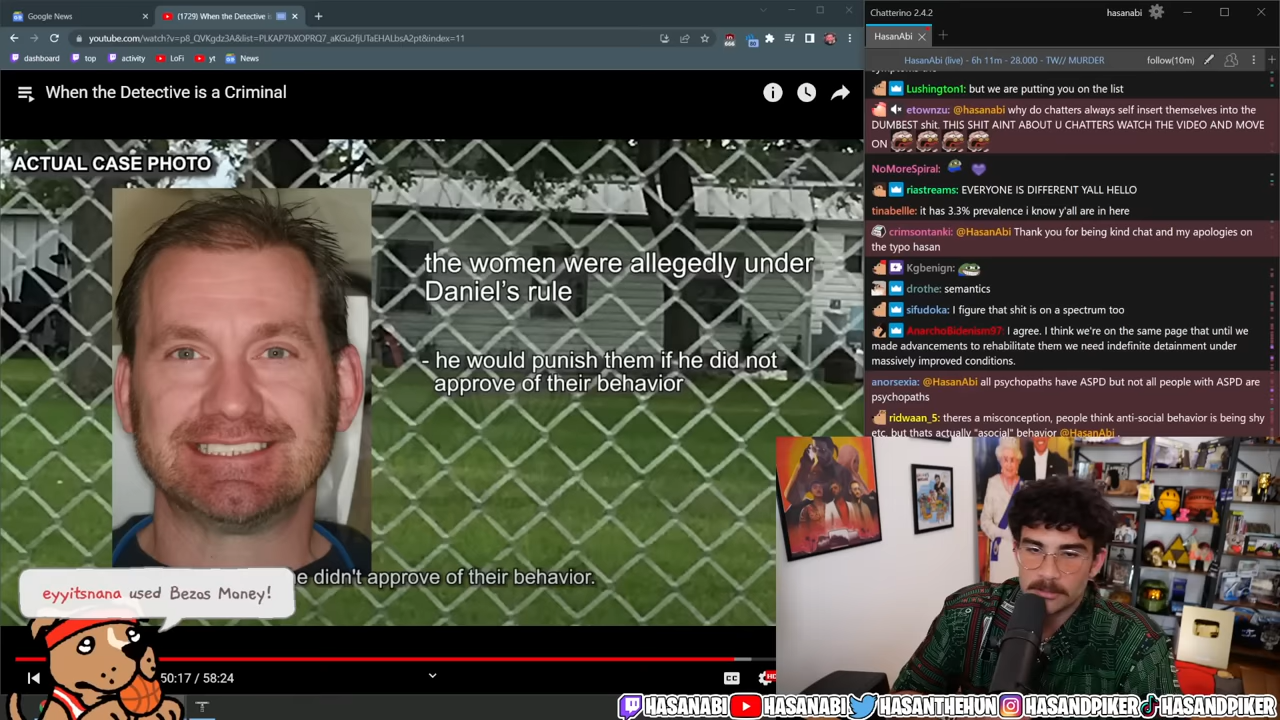 Google News
(1729) When the Detective is
youtube.com/watch?v=p8_QVKgdz3A&list=PLKAP7bXOPRQ7_aKGu2fjUTaEHALbsA2pt&index=11
dashboard
top
activity
LoFi
yt
News
When the Detective is a Criminal
ACTUAL CASE PHOTO
the women were allegedly under
Daniel's rule
- he would punish them if he did not
approve of their behavior
e didn't approve of their behavior.
eyyitsnana used Bezos Money!
50:17 / 58:24
CC
HD
Chatterino 2.4.2
hasanabi
HasanAbi
HasanAbi (live) - 6h 11m - 28.000 - TW// MURDER
follow(10m)
symptoms the
Lushington1: but we are putting you on the list
etownzu: @hasanabi why do chatters always self insert themselves into the
DUMBEST shit. THIS SHIT AINT ABOUT U CHATTERS WATCH THE VIDEO AND MOVE
ON
NoMoreSpiral:
riastreams: EVERYONE IS DIFFERENT YALL HELLO
tinabellle: it has 3.3% prevalence i know y'all are in here
crimsontanki: @HasanAbi Thank you for being kind chat and my apologies on
the typo hasan
Kgbenign:
drothe: semantics
sifudoka: I figure that shit is on a spectrum too
AnarchoBidenism97: I agree. I think we're on the same page that until we
made advancements to rehabilitate them we need indefinite detainment under
massively improved conditions.
anorsexia: @HasanAbi all psychopaths have ASPD but not all people with ASPD are
psychopaths
ridwaan_5: theres a misconception, people think anti-social behavior is being shy
etc, but thats actually "asocial" behavior @HasanAbi .
HASANABI
HASANABI
HASANTHEHUN
HASANDPIKER
HASANDPIKER